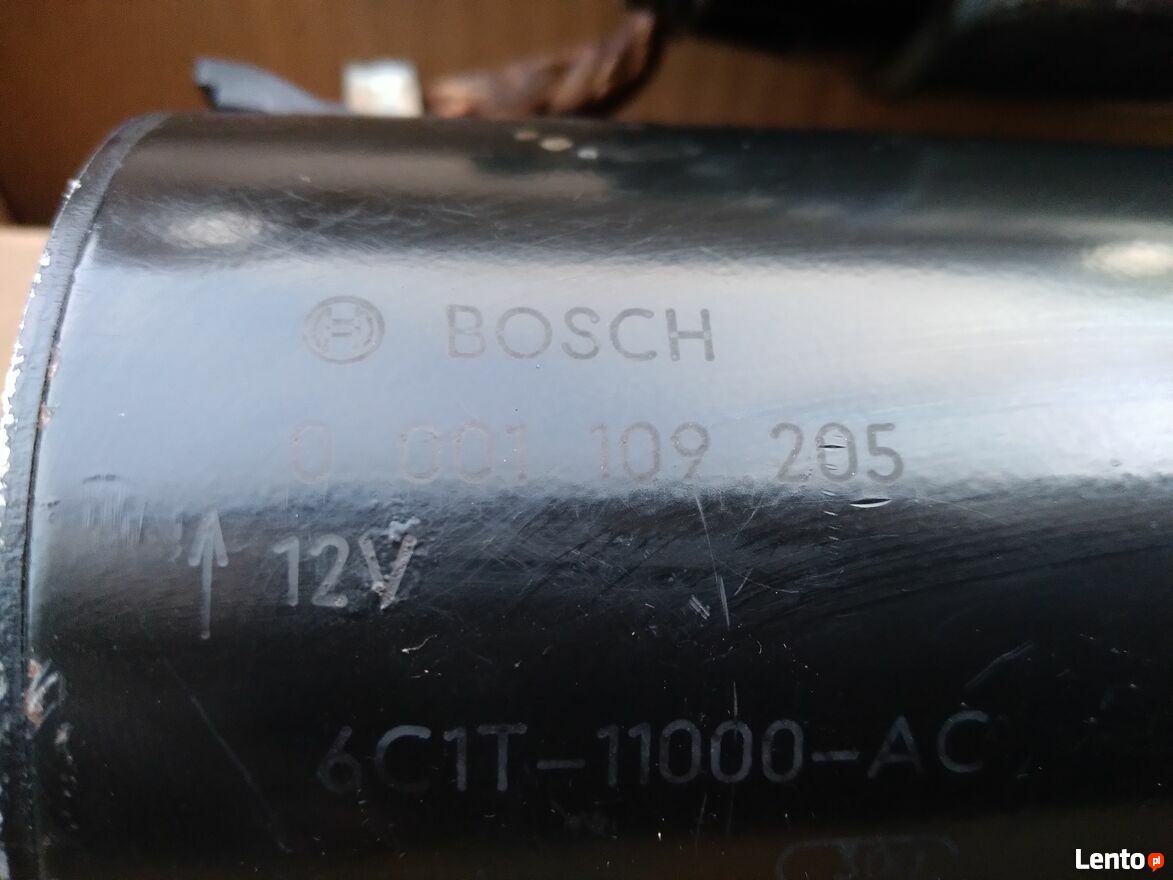 BOSCH
0 001 109 205
12V
6C1T-11000-AC
Lento pl